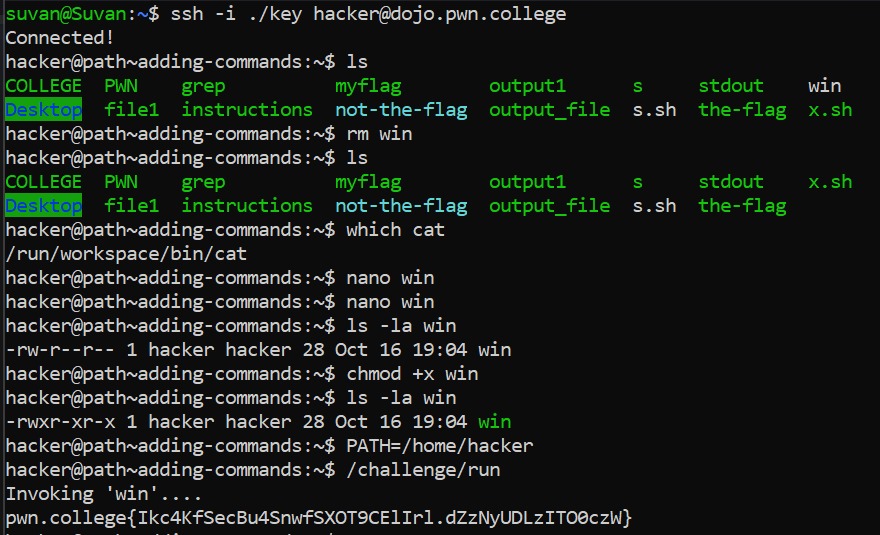 suvan@Suvan:~$ ssh -i ./key hacker@dojo.pwn.college
Connected!
hacker@path~adding-commands:~$ ls
COLLEGE  PWN    grep          myflag        output1      s     stdout    win
Desktop  file1  instructions  not-the-flag  output_file  s.sh  the-flag  x.sh
hacker@path~adding-commands:~$ rm win
hacker@path~adding-commands:~$ ls
COLLEGE  PWN    grep          myflag        output1      s     stdout    x.sh
Desktop  file1  instructions  not-the-flag  output_file  s.sh  the-flag
hacker@path~adding-commands:~$ which cat
/run/workspace/bin/cat
hacker@path~adding-commands:~$ nano win
hacker@path~adding-commands:~$ nano win
hacker@path~adding-commands:~$ ls -la win
-rw-r--r-- 1 hacker hacker 28 Oct 16 19:04 win
hacker@path~adding-commands:~$ chmod +x win
hacker@path~adding-commands:~$ ls -la win
-rwxr-xr-x 1 hacker hacker 28 Oct 16 19:04 win
hacker@path~adding-commands:~$ PATH=/home/hacker
hacker@path~adding-commands:~$ /challenge/run
Invoking 'win'....
pwn.college{Ikc4KfSecBu4SnwfSXOT9CElIrl.dZzNyUDLzITO0czW}